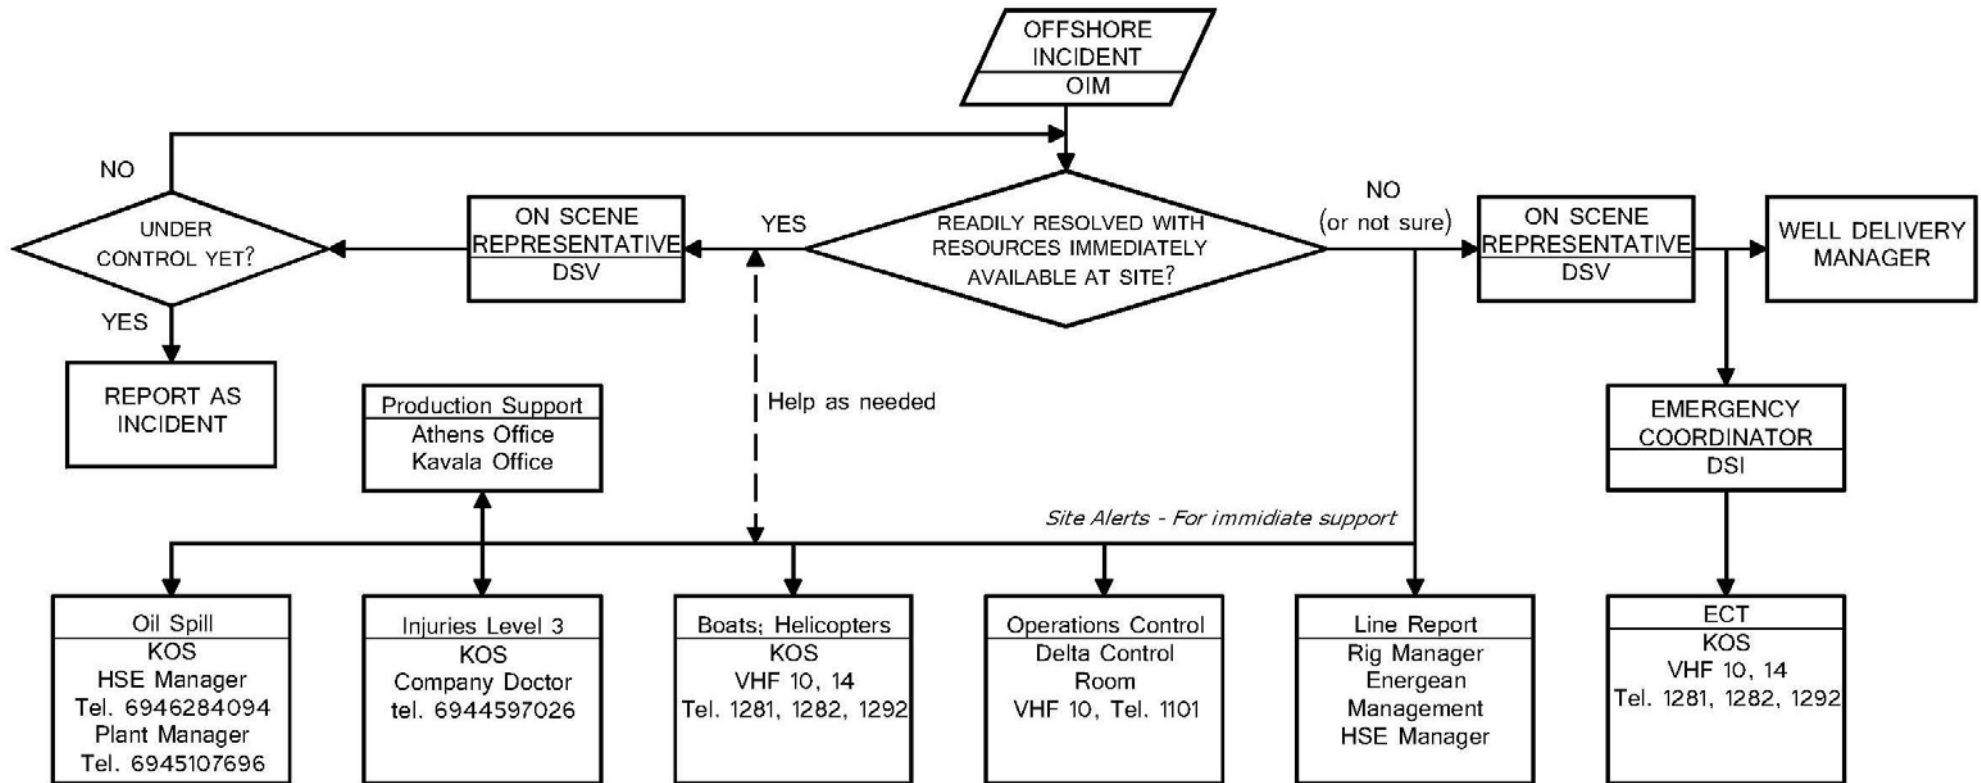 OFFSHORE
INCIDENT
OIM
NO
UNDER
CONTROL YET?
YES
REPORT AS
INCIDENT
ON SCENE
REPRESENTATIVE
DSV
YES
READILY RESOLVED WITH
RESOURCES IMMEDIATELY
AVAILABLE AT SITE?
NO
(or not sure)
ON SCENE
REPRESENTATIVE
DSV
WELL DELIVERY
MANAGER
Production Support
Athens Office
Kavala Office
Help as needed
EMERGENCY
COORDINATOR
DSI
Site Alerts - For immidiate support
Oil Spill
KOS
HSE Manager
Tel. 6946284094
Plant Manager
Tel. 6945107696
Injuries Level 3
KOS
Company Doctor
tel. 6944597026
Boats; Helicopters
KOS
VHF 10, 14
Tel. 1281, 1282, 1292
Operations Control
Delta Control
Room
VHF 10, Tel. 1101
Line Report
Rig Manager
Energean
Management
HSE Manager
ECT
KOS
VHF 10, 14
Tel. 1281, 1282, 1292